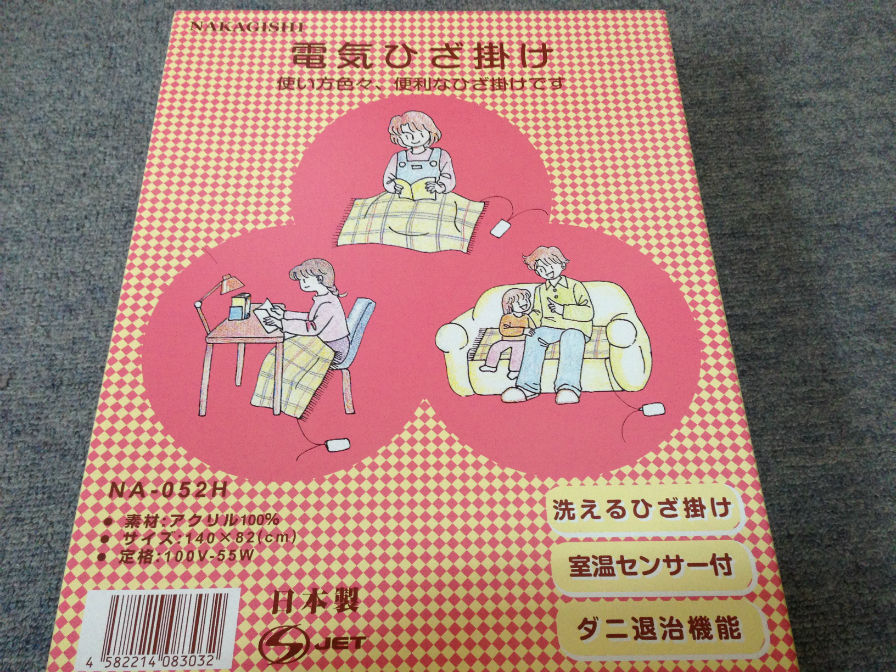 NAKAGISHI
電気ひざ掛け
使い方色々、便利なひざ掛けです
NA-052H
● 素材:アクリル100%
● サイズ:140×82(cm)
● 定格:100V-55W
洗えるひざ掛け
室温センサー付
ダニ退治機能
日本製
S JET
4 582214 083032